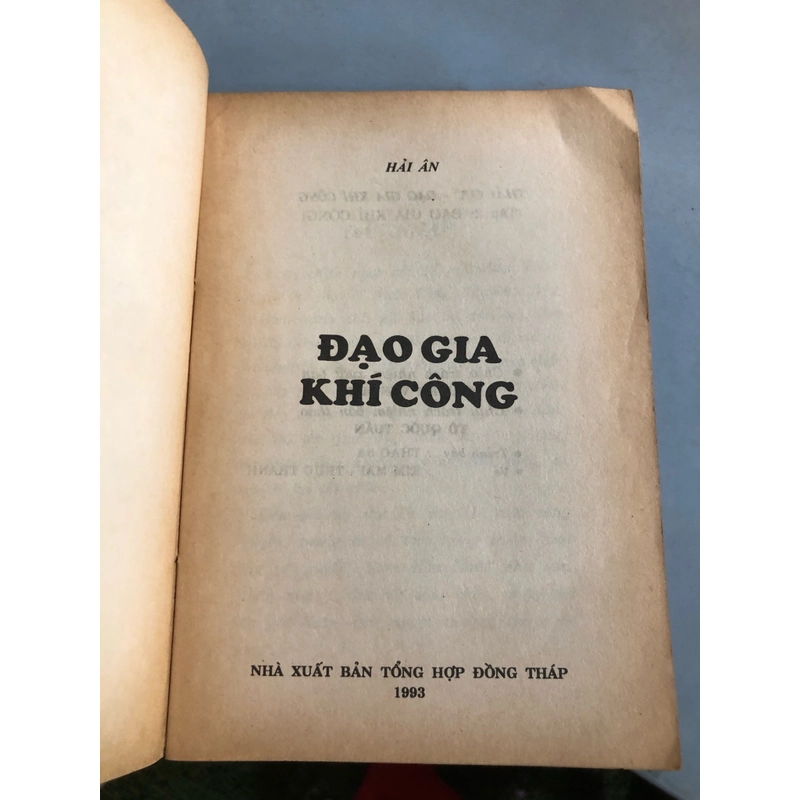 HẢI ÂN
ĐẠO GIA
KHÍ CÔNG
NHÀ XUẤT BẢN TỔNG HỢP ĐỒNG THÁP
1993